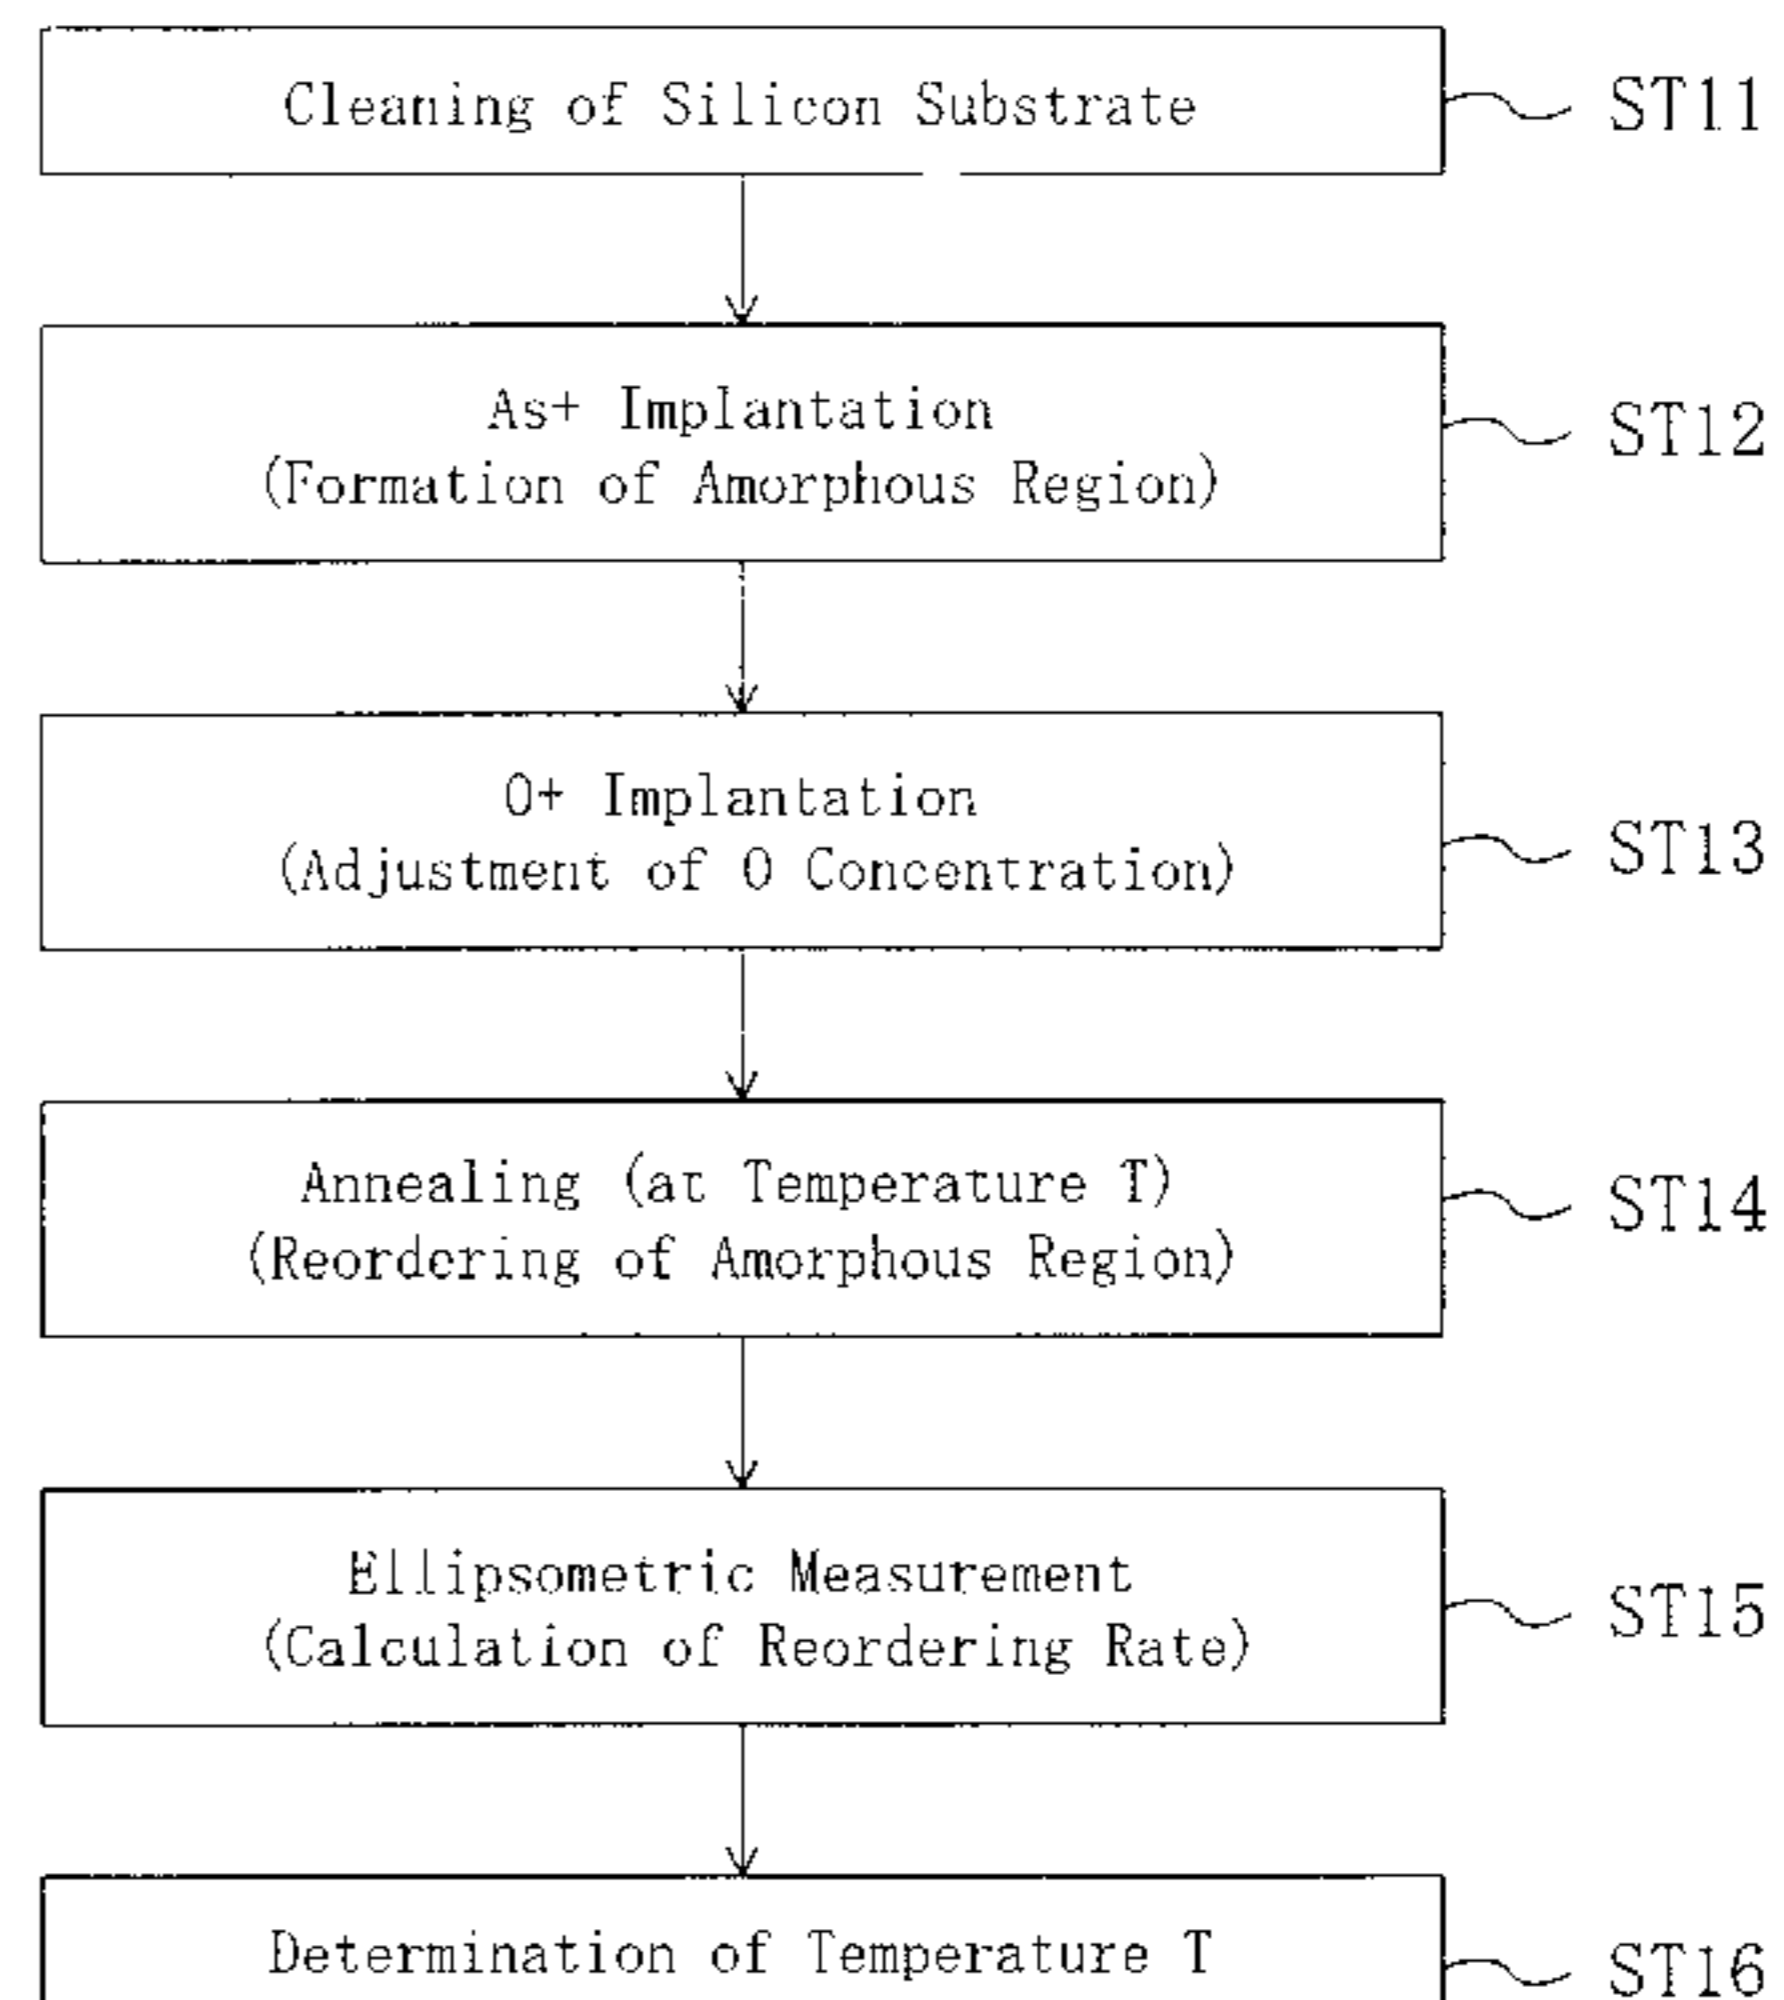 Cleaning of Silicon Substrate
ST11
As+ Implantation
(Formation of Amorphous Region)
ST12
O+ Implantation
(Adjustment of O Concentration)
ST13
Annealing (at Temperature T)
(Reordering of Amorphous Region)
ST14
Ellipsometric Measurement
(Calculation of Reordering Rate)
ST15
Determination of Temperature T
ST16